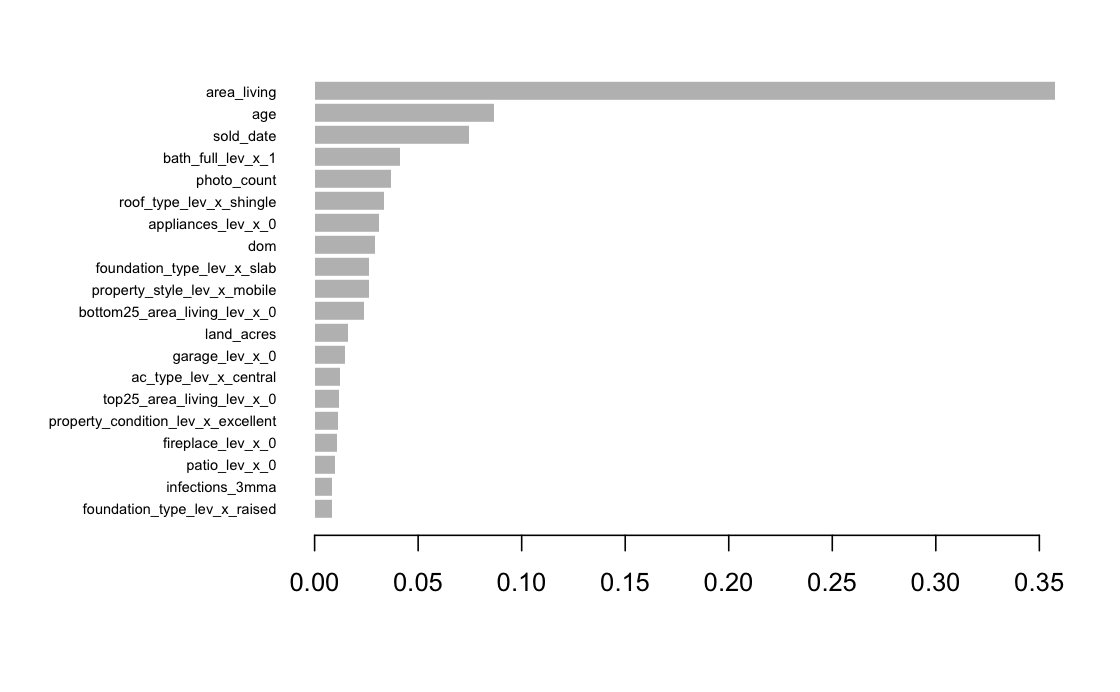 area_living
age
sold_date
bath_full_lev_x_1
photo_count
roof_type_lev_x_shingle
appliances_lev_x_0
dom
foundation_type_lev_x_slab
property_style_lev_x_mobile
bottom25_area_living_lev_x_0
land_acres
garage_lev_x_0
ac_type_lev_x_central
top25_area_living_lev_x_0
property_condition_lev_x_excellent
fireplace_lev_x_0
patio_lev_x_0
infections_3mma
foundation_type_lev_x_raised
0.00 0.05 0.10 0.15 0.20 0.25 0.30 0.35